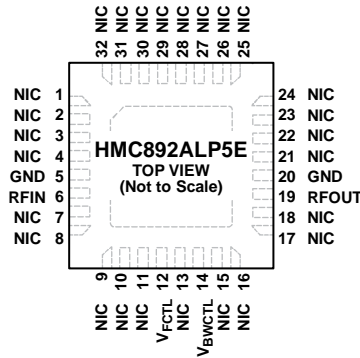 32 NIC
31 NIC
30 NIC
29 NIC
28 NIC
27 NIC
26 NIC
25 NIC
NIC 1
NIC 2
NIC 3
NIC 4
GND 5
RFIN 6
NIC 7
NIC 8
HMC892ALP5E
TOP VIEW
(Not to Scale)
24 NIC
23 NIC
22 NIC
21 NIC
20 GND
19 RFOUT
18 NIC
17 NIC
NIC 9
NIC 10
NIC 11
VFCTL 12
NIC 13
VBWCTL 14
NIC 15
NIC 16